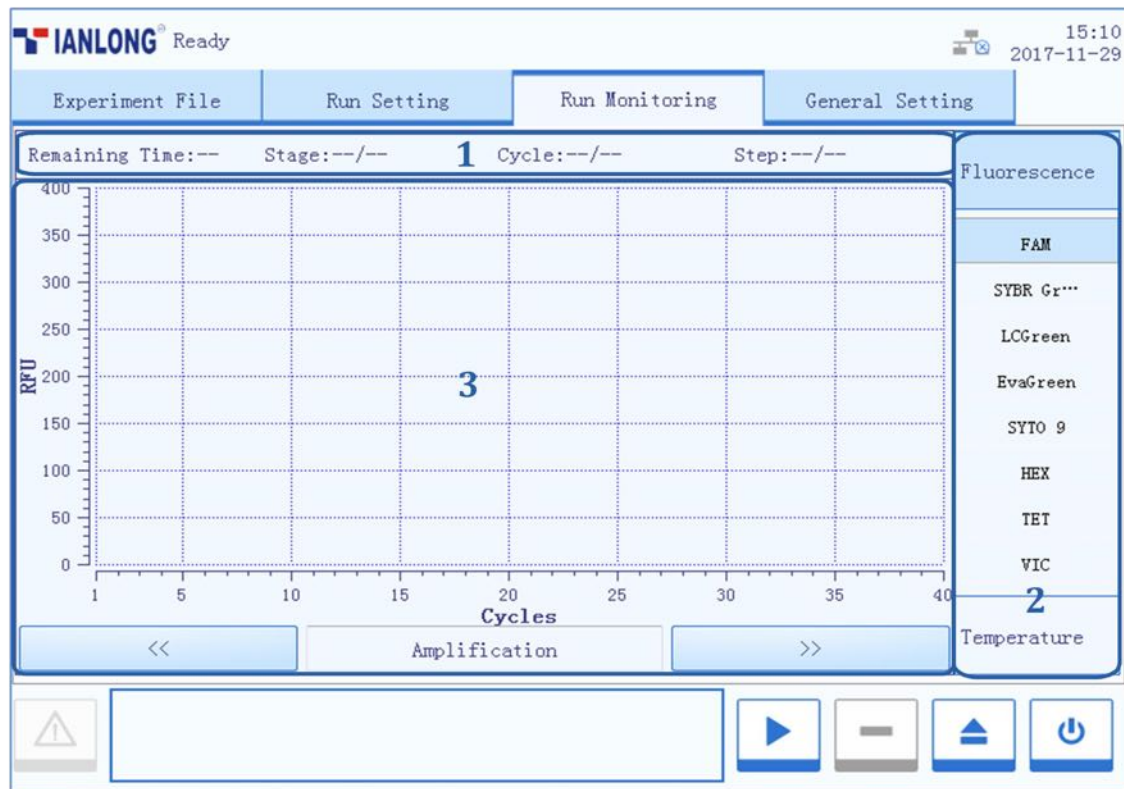 TIANLONG® Ready
15:10
2017-11-29
Experiment File Run Setting Run Monitoring General Setting
Remaining Time:-- Stage:--/-- 1 Cycle:--/-- Step:--/--
Fluorescence
400
350
300
250
200
150
100
50
0
RFU
3
1 5 10 15 20 25 30 35 40
Cycles
<< Amplification >>
FAM
SYBR Gr···
LCGreen
EvaGreen
SYTO 9
HEX
TET
VIC
2
Temperature